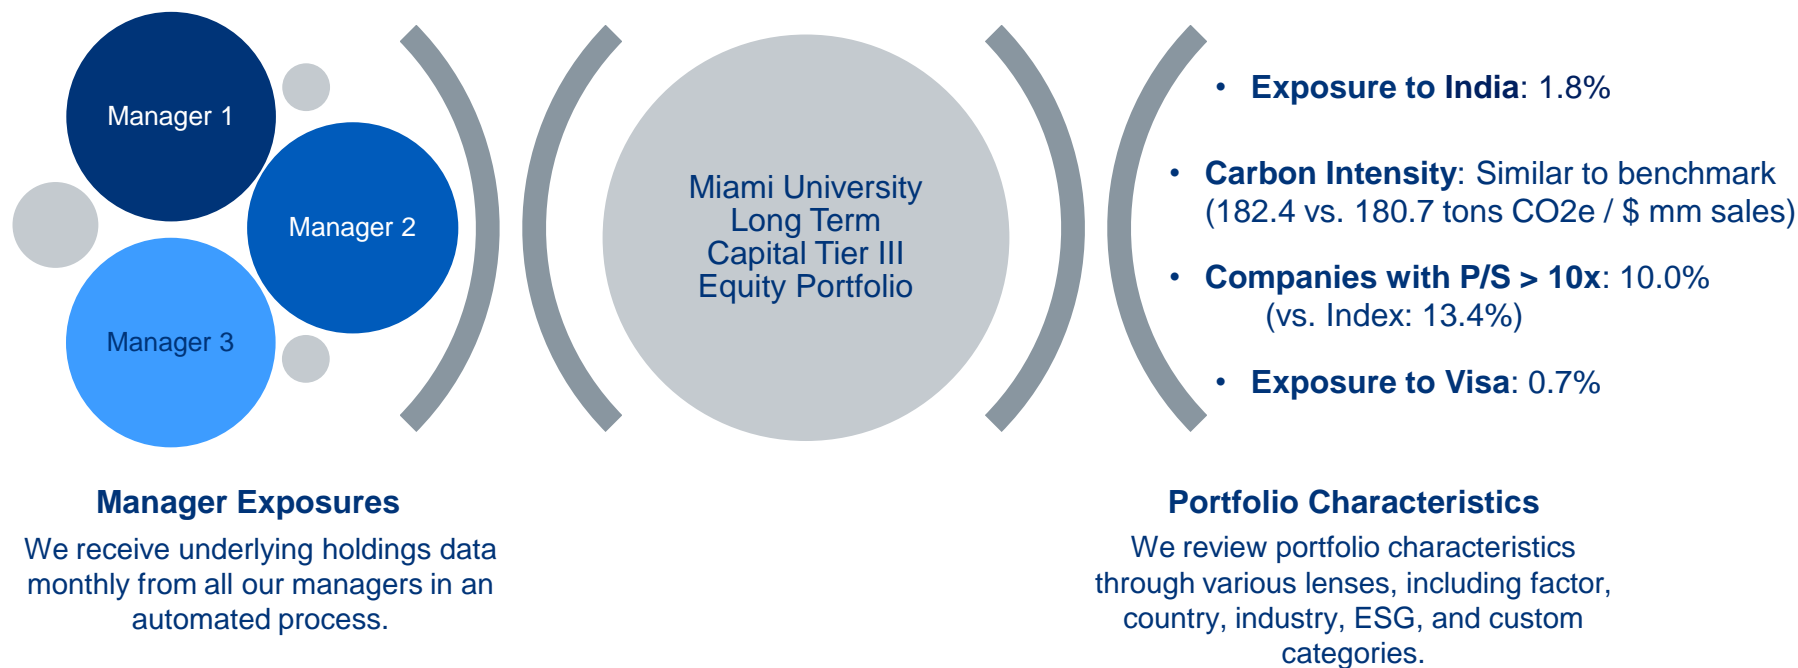 Manager 1
Manager 2
Manager 3
Miami University
Long Term
Capital Tier III
Equity Portfolio
• Exposure to India: 1.8%
• Carbon Intensity: Similar to benchmark
(182.4 vs. 180.7 tons CO2e / $ mm sales)
• Companies with P/S > 10x: 10.0%
(vs. Index: 13.4%)
• Exposure to Visa: 0.7%
Manager Exposures
We receive underlying holdings data
monthly from all our managers in an
automated process.
Portfolio Characteristics
We review portfolio characteristics
through various lenses, including factor,
country, industry, ESG, and custom
categories.